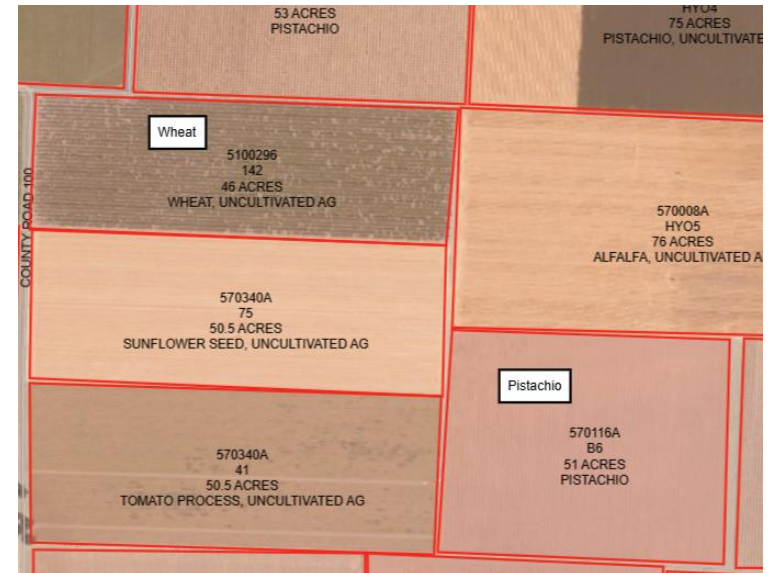 53 ACRES
PISTACHIO
HYO4
75 ACRES
PISTACHIO, UNCULTIVATE
Wheat
5100296
142
46 ACRES
WHEAT, UNCULTIVATED AG
COUNTY ROAD 100
570008A
HYO5
76 ACRES
ALFALFA, UNCULTIVATED A
570340A
75
50.5 ACRES
SUNFLOWER SEED, UNCULTIVATED AG
Pistachio
570116A
B6
51 ACRES
PISTACHIO
570340A
41
50.5 ACRES
TOMATO PROCESS, UNCULTIVATED AG